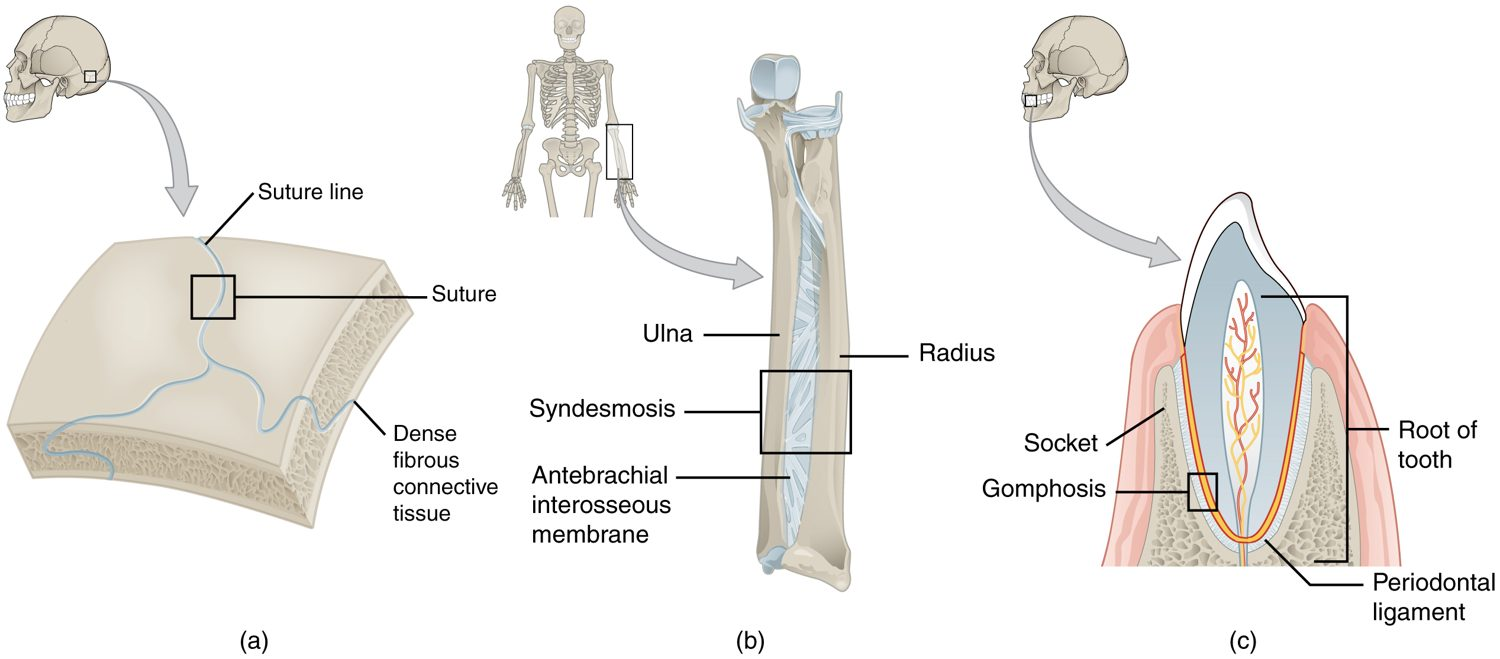 Suture line
Suture
Dense
fibrous
connective
tissue
(a)
Ulna
Radius
Syndesmosis
Antebrachial
interosseous
membrane
(b)
Socket
Gomphosis
Root of
tooth
Periodontal
ligament
(c)